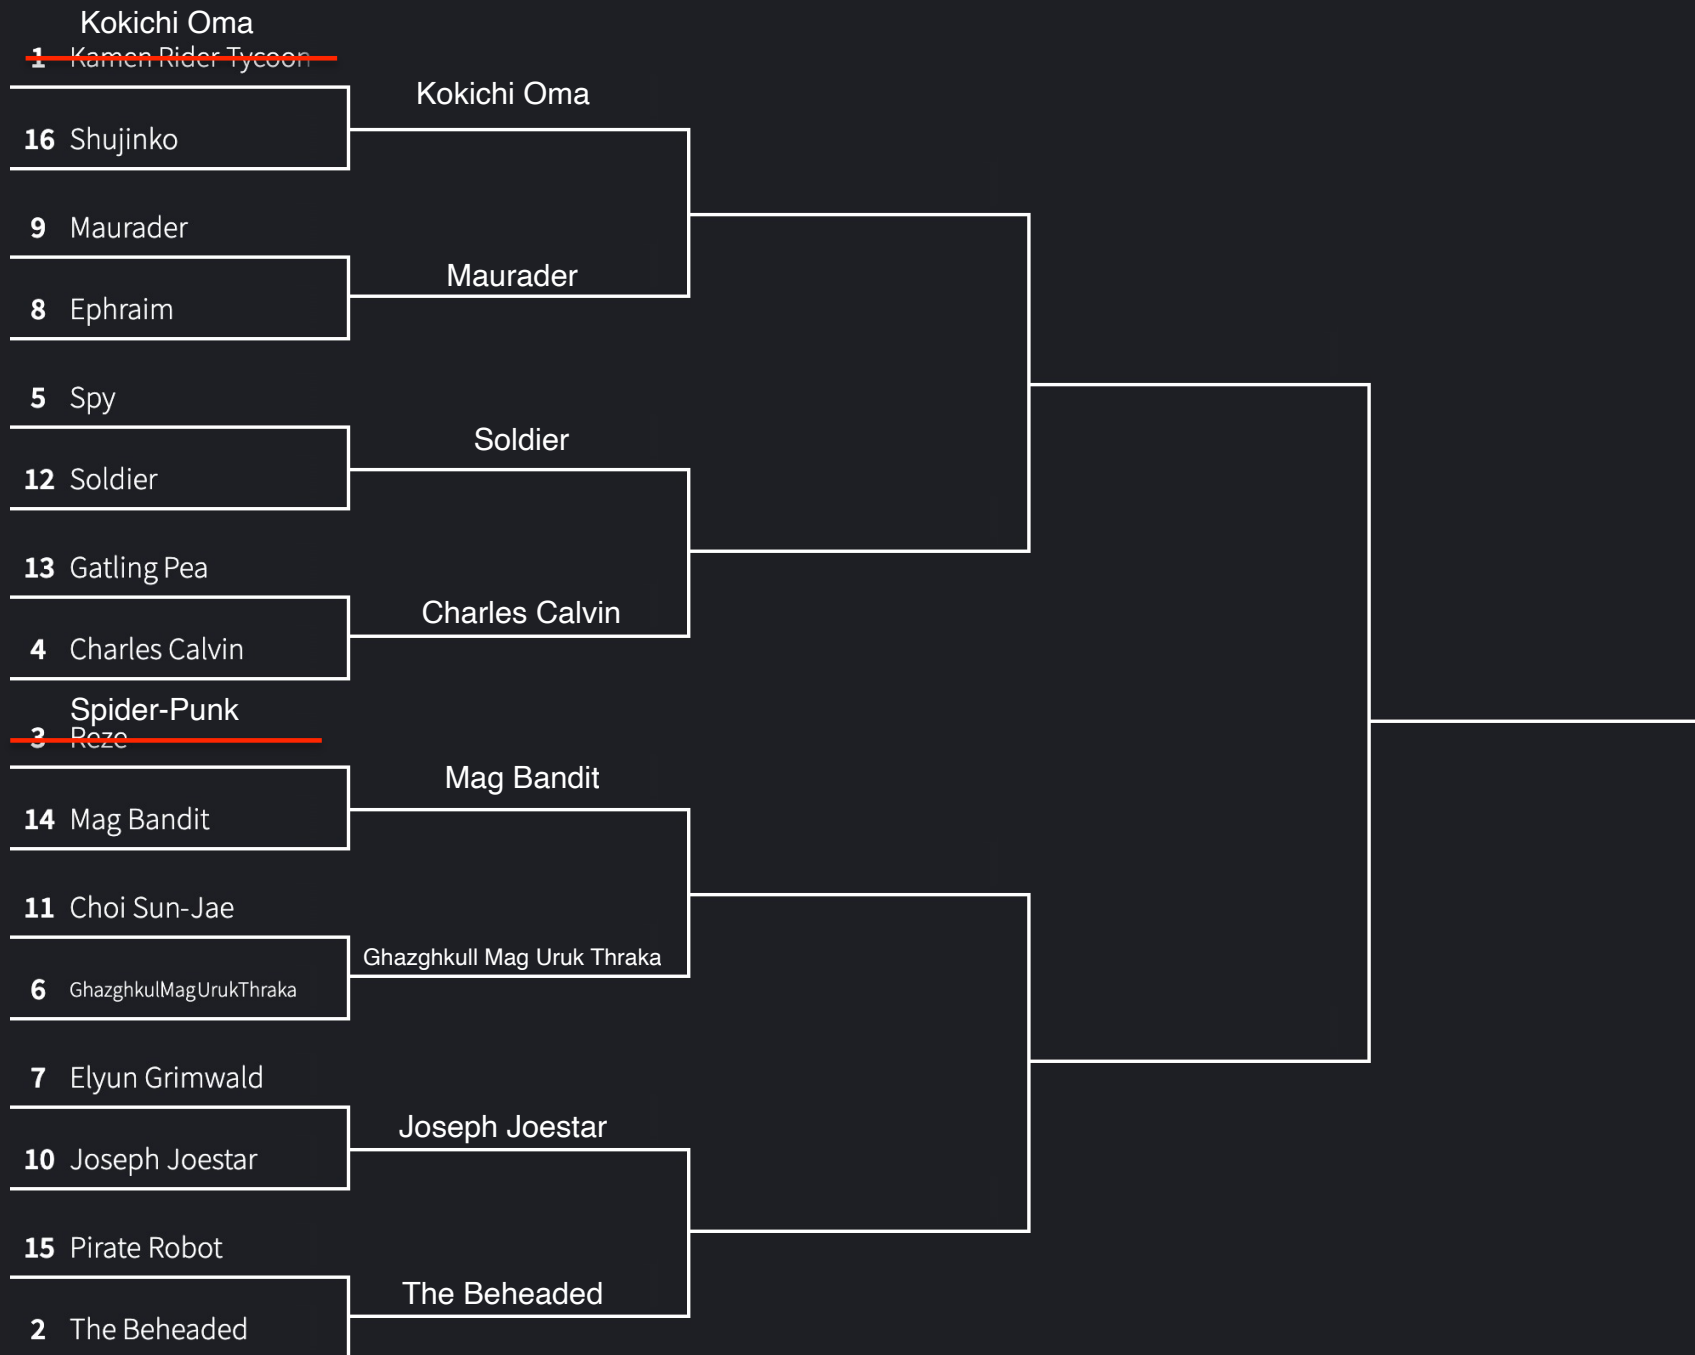 Kokichi Oma
1 Kamen Rider Tycoon
Kokichi Oma
16 Shujinko
9 Maurader
Maurader
8 Ephraim
5 Spy
Soldier
12 Soldier
13 Gatling Pea
Charles Calvin
4 Charles Calvin
Spider-Punk
3 Reze
Mag Bandit
14 Mag Bandit
11 Choi Sun-Jae
Ghazghkull Mag Uruk Thraka
6 GhazghkulMagUrukThraka
7 Elyun Grimwald
Joseph Joestar
10 Joseph Joestar
15 Pirate Robot
The Beheaded
2 The Beheaded